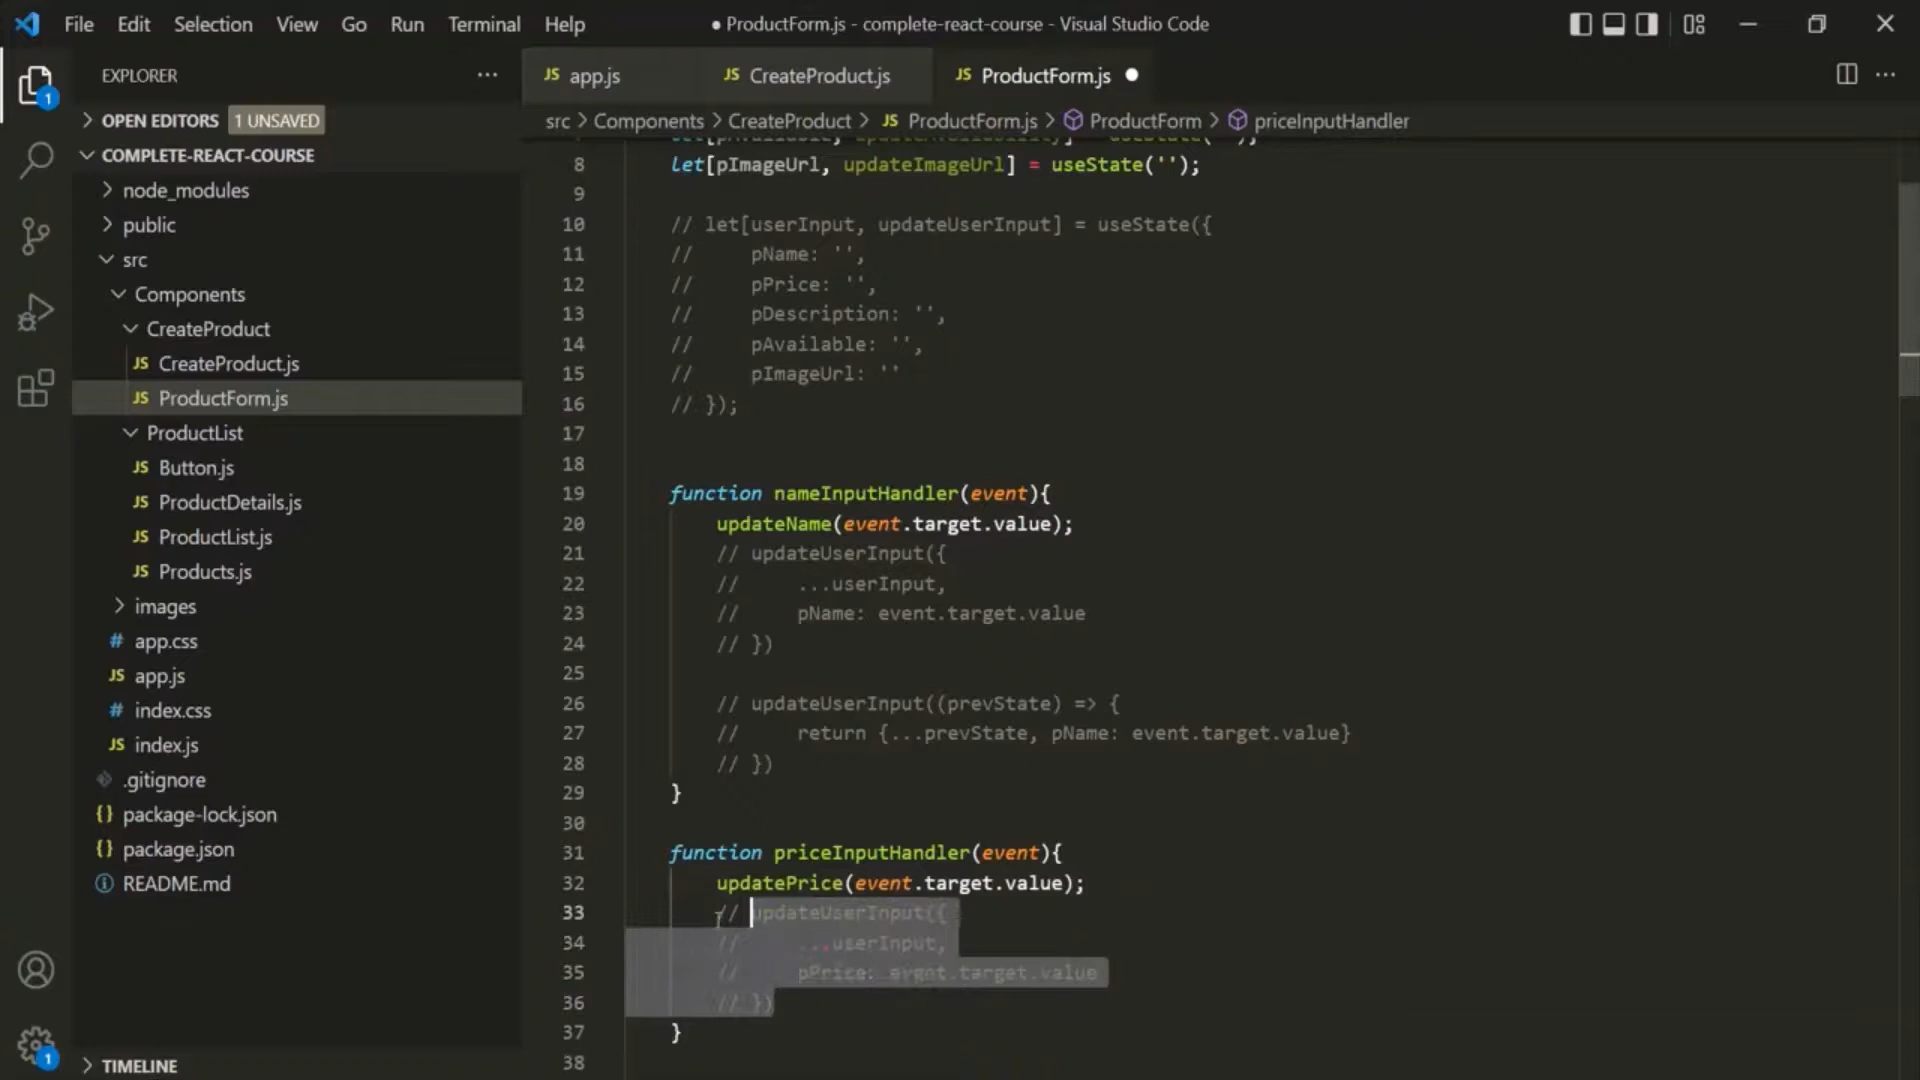 File Edit Selection View Go Run Terminal Help
● ProductForm.js - complete-react-course - Visual Studio Code
EXPLORER
OPEN EDITORS 1 UNSAVED
COMPLETE-REACT-COURSE
node_modules
public
src
Components
CreateProduct
JS CreateProduct.js
JS ProductForm.js
ProductList
JS Button.js
JS ProductDetails.js
JS ProductList.js
JS Products.js
images
# app.css
JS app.js
# index.css
JS index.js
.gitignore
{} package-lock.json
{} package.json
README.md
TIMELINE
1
1
JS app.js
JS CreateProduct.js
JS ProductForm.js ●
src > Components > CreateProduct > JS ProductForm.js > ProductForm > priceInputHandler
8 let[pImageUrl, updateImageUrl] = useState('');
9
10 // let[userInput, updateUserInput] = useState({
11 // pName: '',
12 // pPrice: '',
13 // pDescription: '',
14 // pAvailable: '',
15 // pImageUrl: ''
16 // });
17
18
19 function nameInputHandler(event){
20 updateName(event.target.value);
21 // updateUserInput({
22 // ...userInput,
23 // pName: event.target.value
24 // })
25
26 // updateUserInput((prevState) => {
27 // return {...prevState, pName: event.target.value}
28 // })
29 }
30
31 function priceInputHandler(event){
32 updatePrice(event.target.value);
33 // updateUserInput({
34 // ...userInput,
35 // pPrice: event.target.value
36 // })
37 }
38